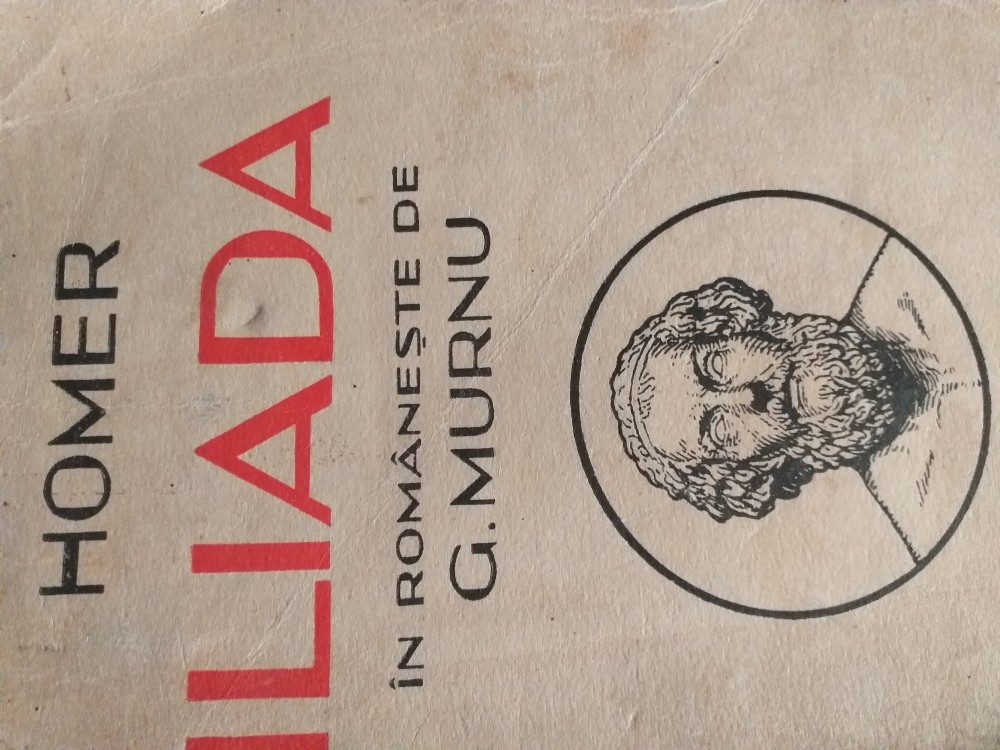 HOMER
ILIADA
ÎN ROMÂNEȘTE DE
G. MURNU